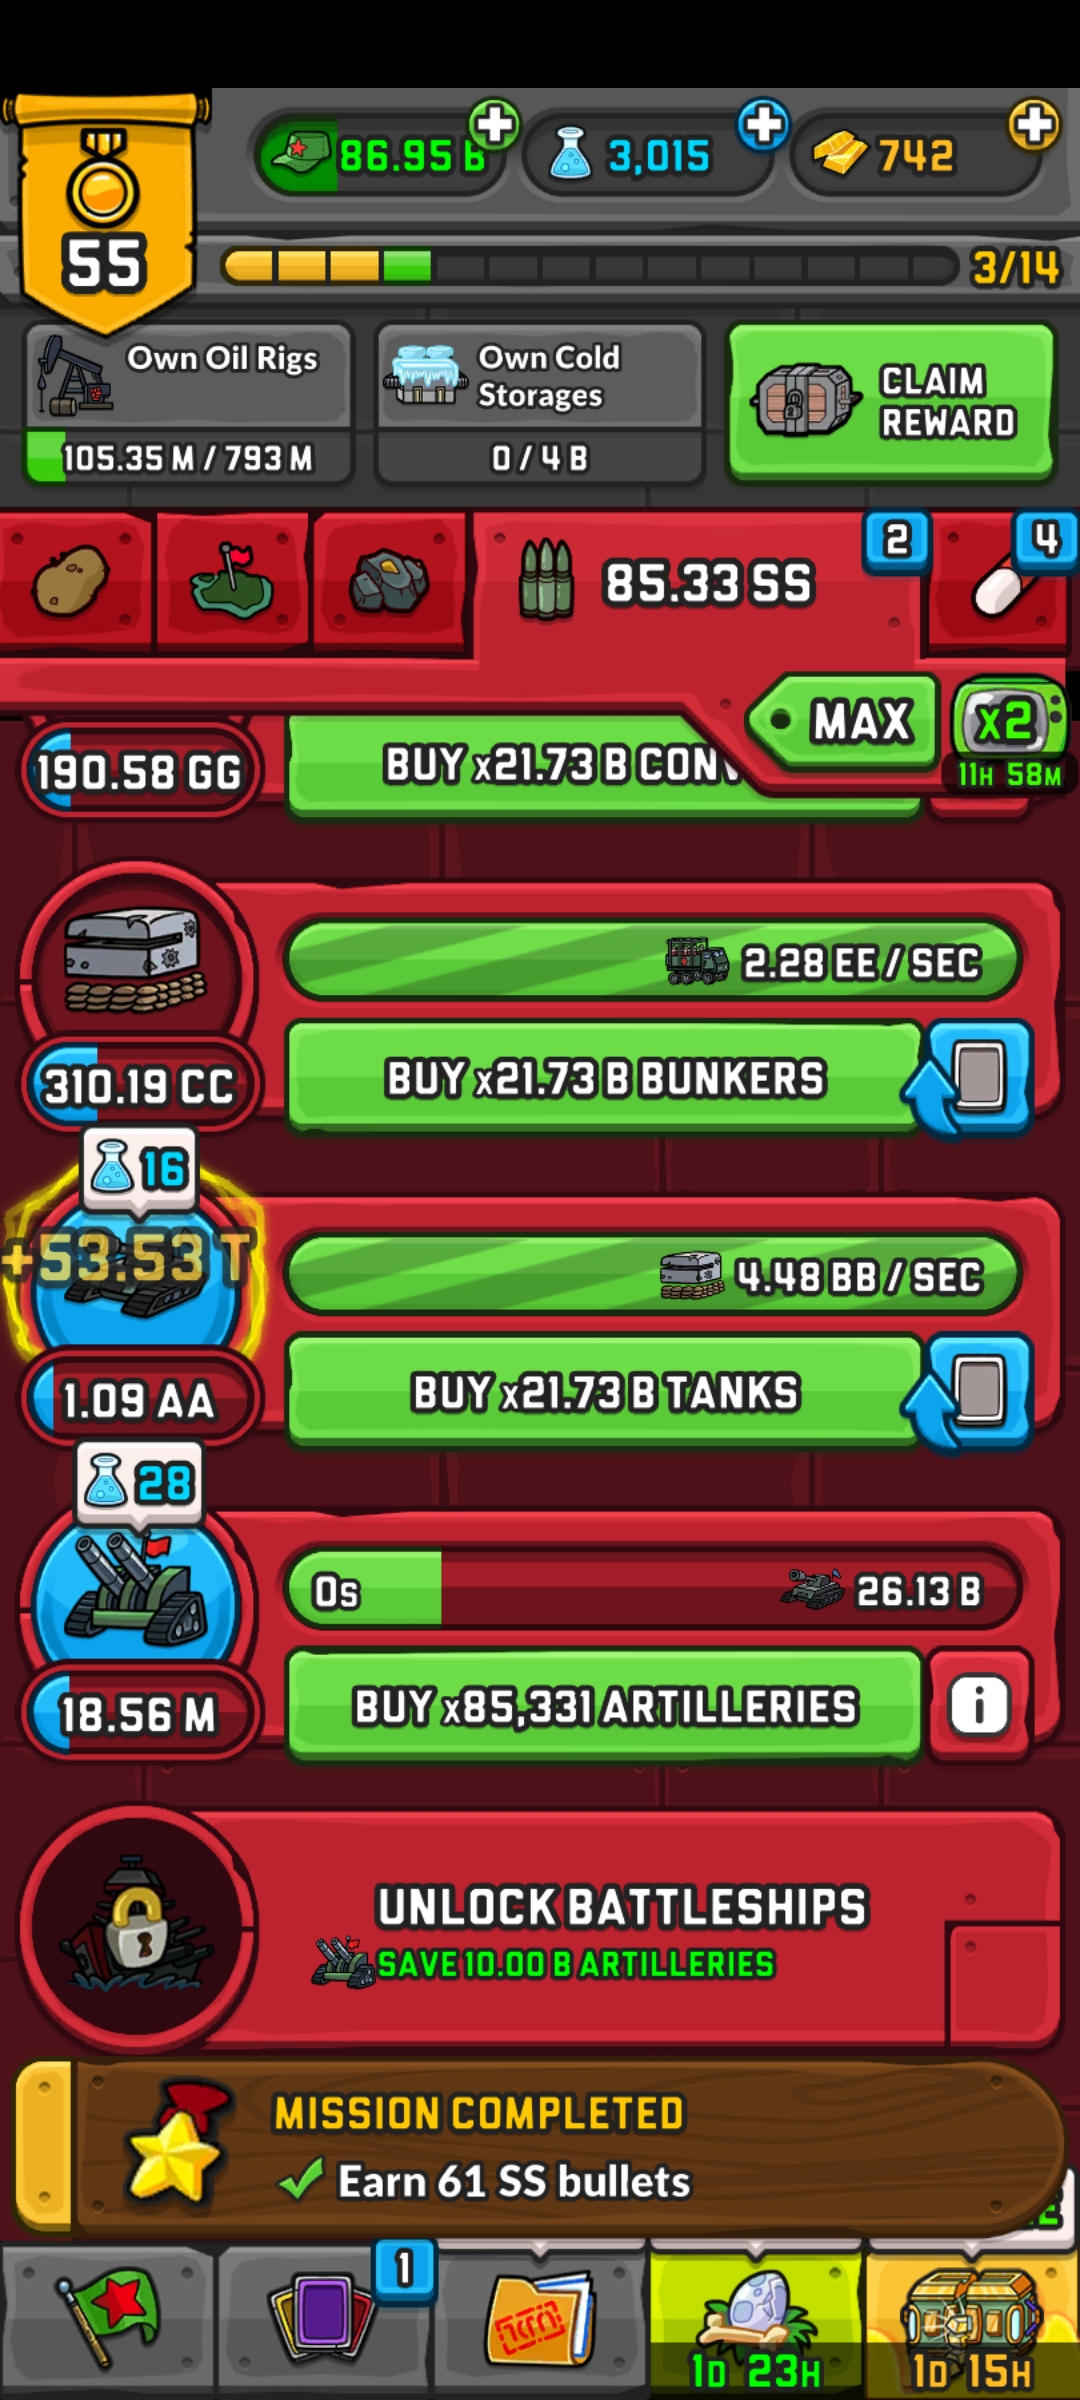 86.95 B
3,015
742
55
3/14
Own Oil Rigs
105.35 M / 793 M
Own Cold
Storages
0 / 4 B
CLAIM
REWARD
85.33 SS
2
4
MAX
x2
11H 58M
190.58 GG
BUY x21.73 B
2.28 EE / SEC
310.19 CC
BUY x21.73 B BUNKERS
16
+53.53 T
4.48 BB / SEC
1.09 AA
BUY x21.73 B TANKS
28
0s
26.13 B
18.56 M
BUY x85,331 ARTILLERIES
i
UNLOCK BATTLESHIPS
SAVE 10.00 B ARTILLERIES
MISSION COMPLETED
Earn 61 SS bullets
1
1D 23H
1D 15H